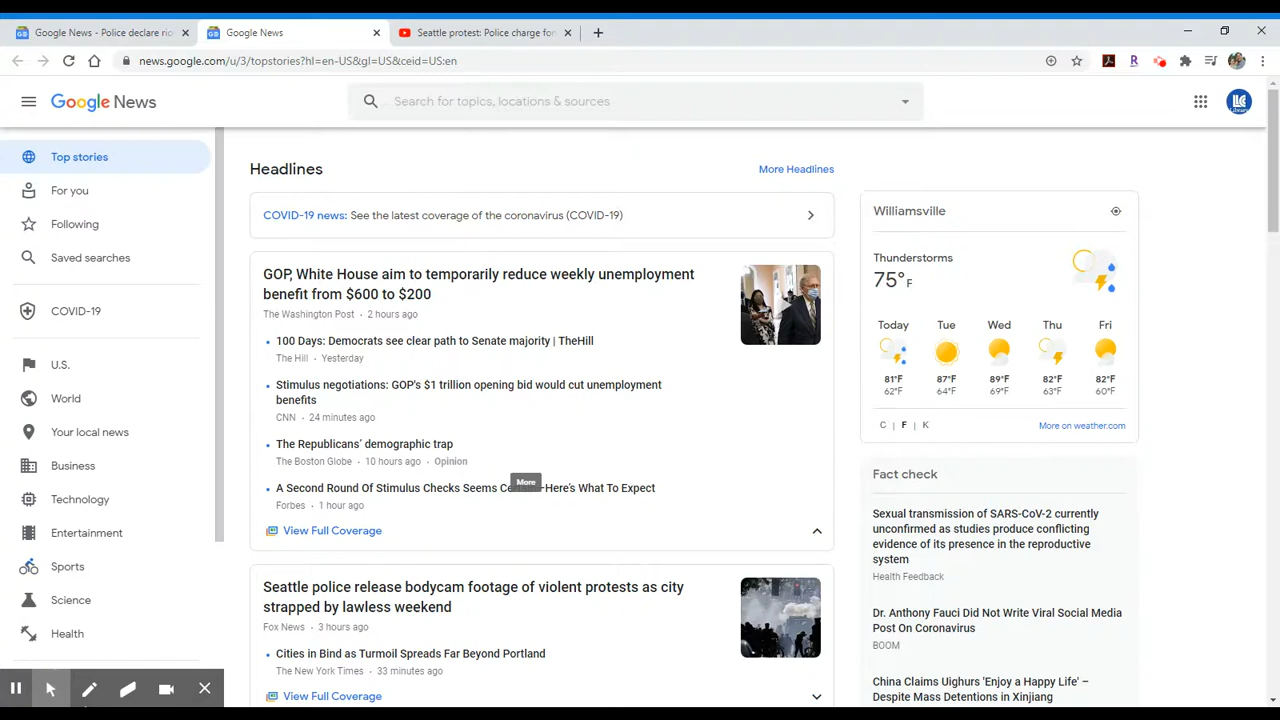 Google News - Police declare rio
Google News
Seattle protest: Police charge for
news.google.com/u/3/topstories?hl=en-US&gl=US&ceid=US:en
Google News
Search for topics, locations & sources
Top stories
For you
Following
Saved searches
COVID-19
U.S.
World
Your local news
Business
Technology
Entertainment
Sports
Science
Health
Headlines
More Headlines
COVID-19 news: See the latest coverage of the coronavirus (COVID-19)
GOP, White House aim to temporarily reduce weekly unemployment
benefit from $600 to $200
The Washington Post • 2 hours ago
100 Days: Democrats see clear path to Senate majority | TheHill
The Hill • Yesterday
Stimulus negotiations: GOP's $1 trillion opening bid would cut unemployment
benefits
CNN • 24 minutes ago
The Republicans' demographic trap
The Boston Globe • 10 hours ago • Opinion
More
A Second Round Of Stimulus Checks Seems Ce —Here's What To Expect
Forbes • 1 hour ago
View Full Coverage
Seattle police release bodycam footage of violent protests as city
strapped by lawless weekend
Fox News • 3 hours ago
Cities in Bind as Turmoil Spreads Far Beyond Portland
The New York Times • 33 minutes ago
View Full Coverage
Williamsville
Thunderstorms
75°F
Today Tue Wed Thu Fri
81°F 87°F 89°F 82°F 82°F
62°F 64°F 69°F 63°F 60°F
C | F | K
More on weather.com
Fact check
Sexual transmission of SARS-CoV-2 currently
unconfirmed as studies produce conflicting
evidence of its presence in the reproductive
system
Health Feedback
Dr. Anthony Fauci Did Not Write Viral Social Media
Post On Coronavirus
BOOM
China Claims Uighurs 'Enjoy a Happy Life' –
Despite Mass Detentions in Xinjiang